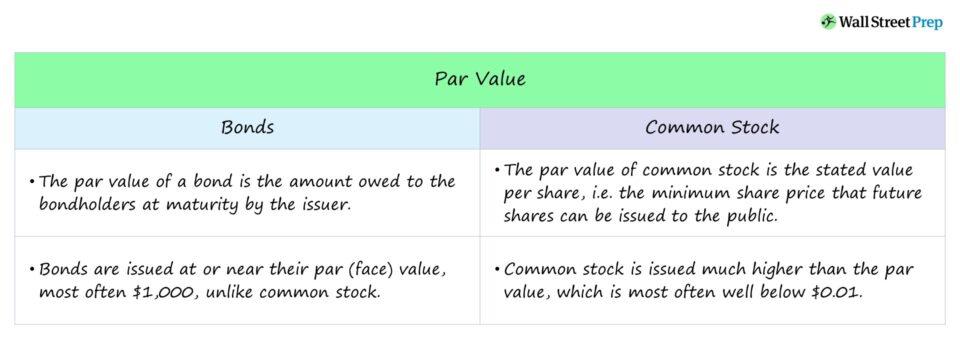 Wall Street Prep
Par Value
Bonds
Common Stock
• The par value of a bond is the amount owed to the
bondholders at maturity by the issuer.
• The par value of common stock is the stated value
per share, i.e. the minimum share price that future
shares can be issued to the public.
• Bonds are issued at or near their par (face) value,
most often $1,000, unlike common stock.
• Common stock is issued much higher than the par
value, which is most often well below $0.01.